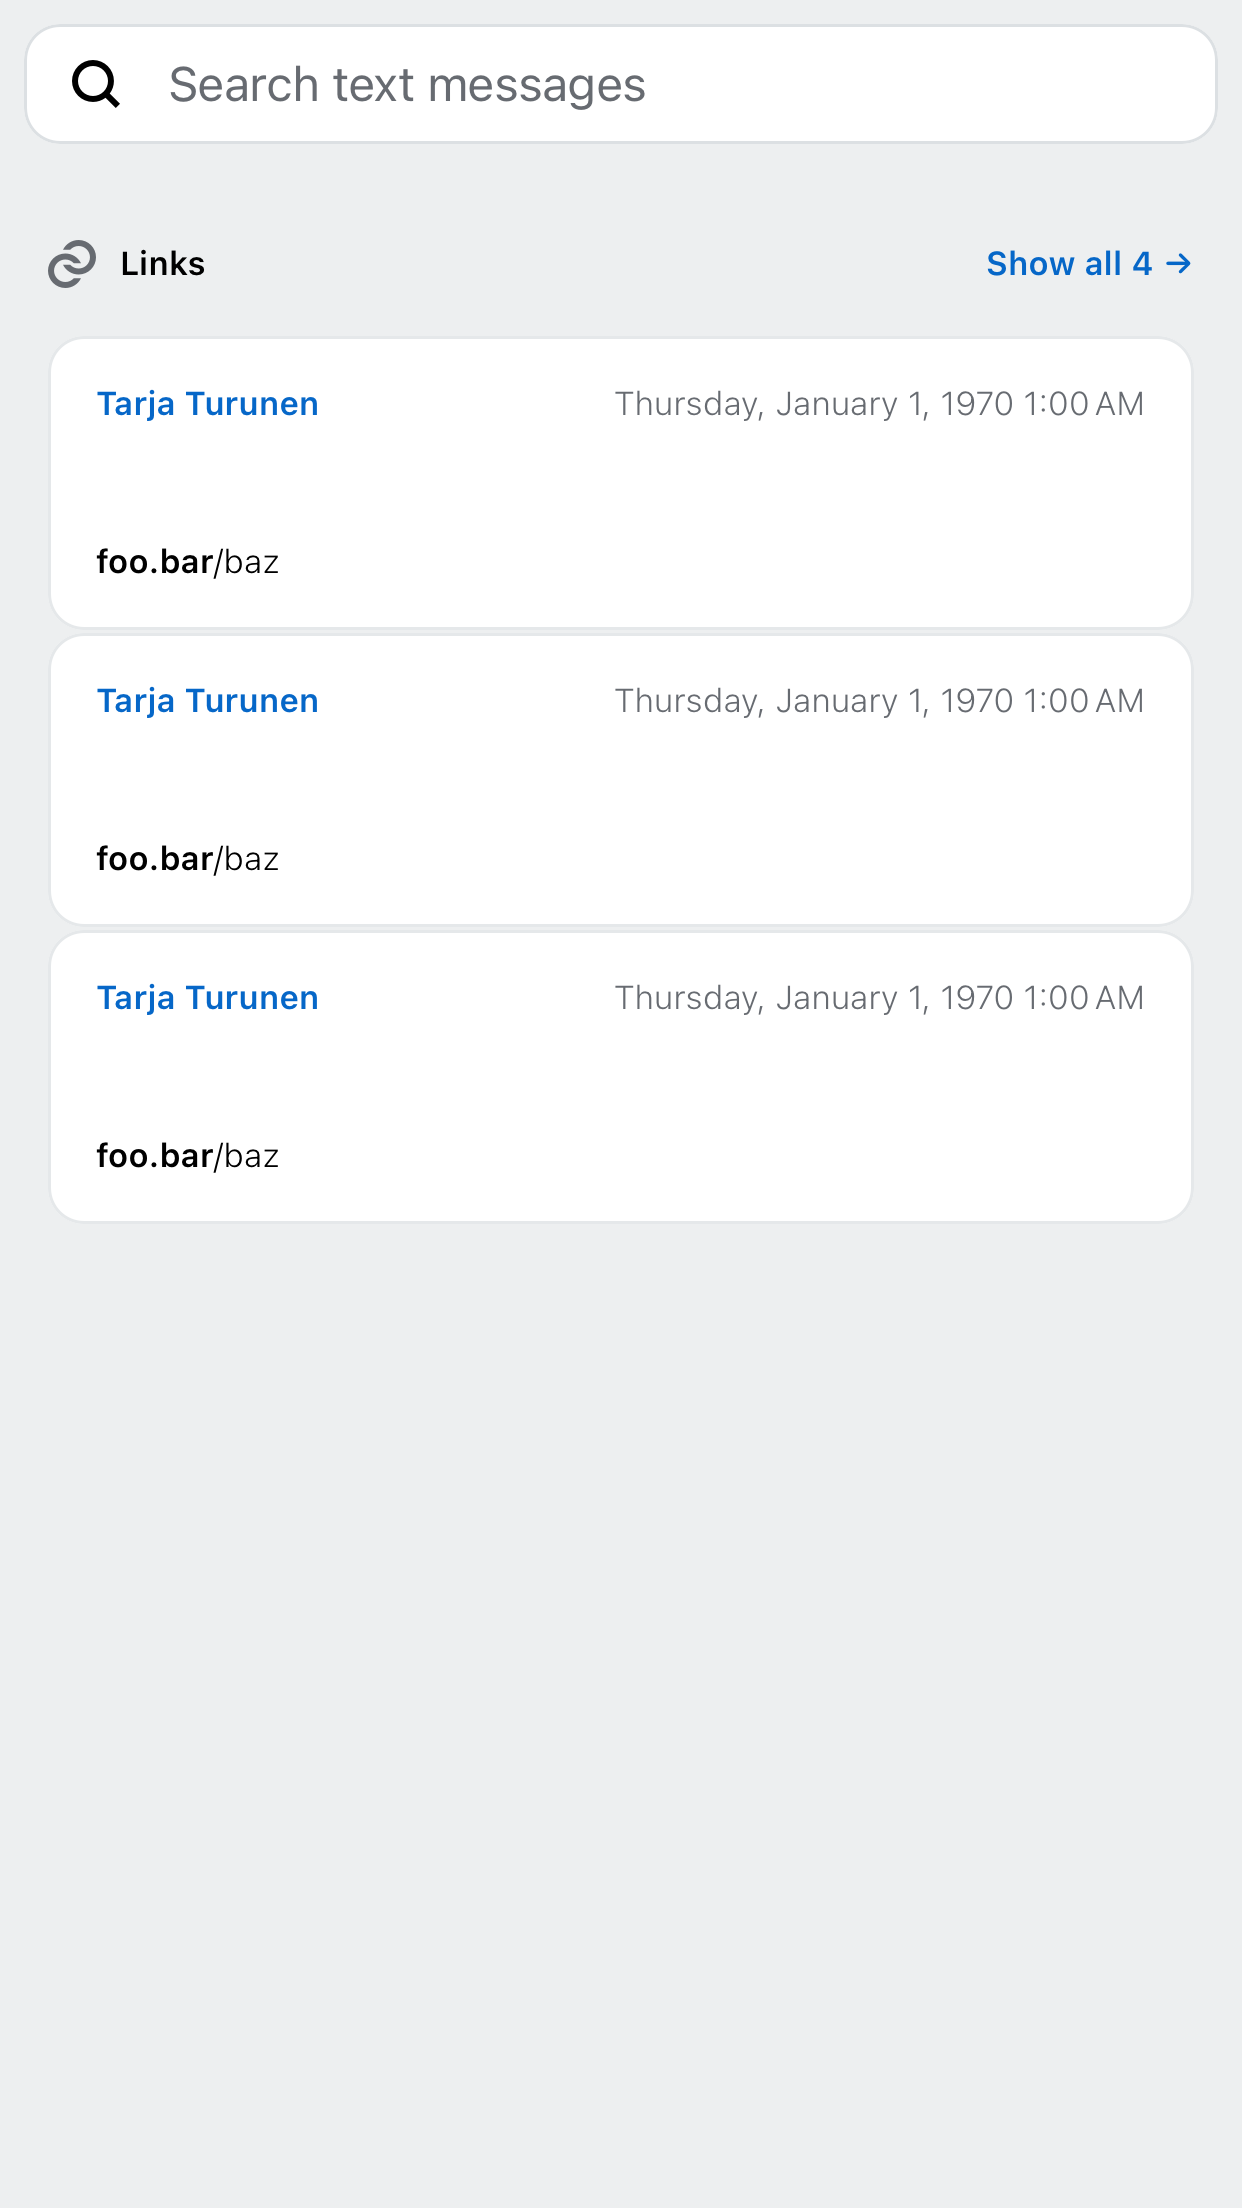 Search text messages
Links
Show all 4 →
Tarja Turunen
Thursday, January 1, 1970 1:00 AM
foo.bar/baz
Tarja Turunen
Thursday, January 1, 1970 1:00 AM
foo.bar/baz
Tarja Turunen
Thursday, January 1, 1970 1:00 AM
foo.bar/baz